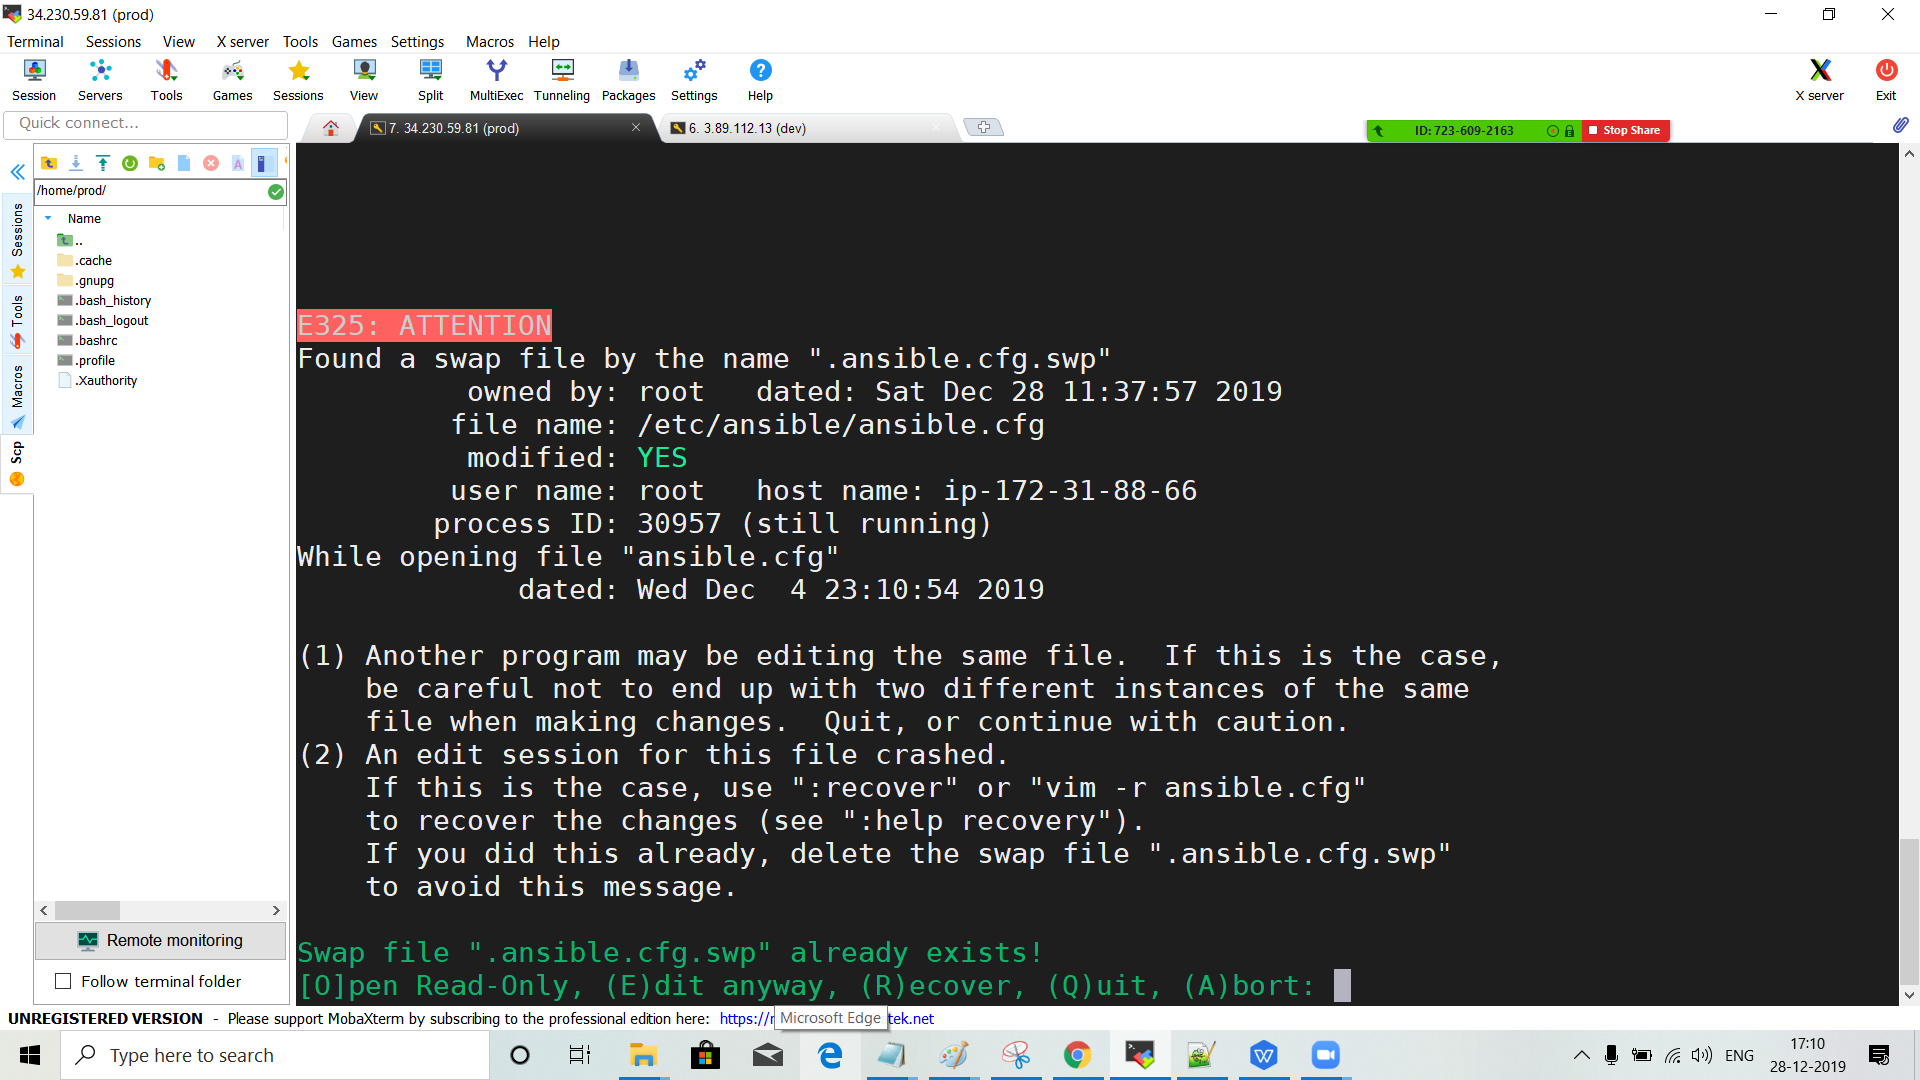 34.230.59.81 (prod)
Terminal Sessions View X server Tools Games Settings Macros Help
Session Servers Tools Games Sessions View Split MultiExec Tunneling Packages Settings Help X server Exit
Quick connect...
7. 34.230.59.81 (prod)
6. 3.89.112.13 (dev)
ID: 723-609-2163 Stop Share
Sessions
Tools
Macros
Scp
/home/prod/
Name
..
.cache
.gnupg
.bash_history
.bash_logout
.bashrc
.profile
.Xauthority
Remote monitoring
Follow terminal folder
E325: ATTENTION
Found a swap file by the name ".ansible.cfg.swp"
owned by: root dated: Sat Dec 28 11:37:57 2019
file name: /etc/ansible/ansible.cfg
modified: YES
user name: root host name: ip-172-31-88-66
process ID: 30957 (still running)
While opening file "ansible.cfg"
dated: Wed Dec 4 23:10:54 2019
(1) Another program may be editing the same file. If this is the case,
be careful not to end up with two different instances of the same
file when making changes. Quit, or continue with caution.
(2) An edit session for this file crashed.
If this is the case, use ":recover" or "vim -r ansible.cfg"
to recover the changes (see ":help recovery").
If you did this already, delete the swap file ".ansible.cfg.swp"
to avoid this message.
Swap file ".ansible.cfg.swp" already exists!
[O]pen Read-Only, (E)dit anyway, (R)ecover, (Q)uit, (A)bort:
UNREGISTERED VERSION - Please support MobaXterm by subscribing to the professional edition here: https:// tek.net
Microsoft Edge
Type here to search
ENG
17:10
28-12-2019